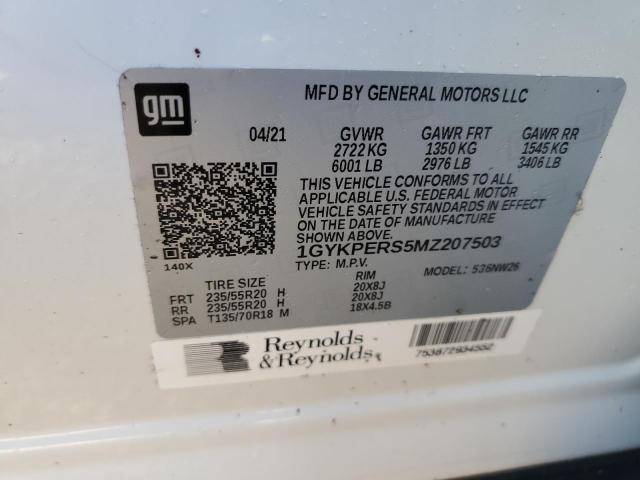 gm
MFD BY GENERAL MOTORS LLC
04/21 GVWR GAWR FRT GAWR RR
2722 KG 1350 KG 1545 KG
6001 LB 2976 LB 3406 LB
THIS VEHICLE CONFORMS TO ALL
APPLICABLE U.S. FEDERAL MOTOR
VEHICLE SAFETY STANDARDS IN EFFECT
ON THE DATE OF MANUFACTURE
SHOWN ABOVE.
1GYKPERS5MZ207503
140X
TYPE: M.P.V. MODEL: 536NW26
TIRE SIZE RIM
FRT 235/55R20 H 20X8J
RR 235/55R20 H 20X8J
SPA T135/70R18 M 18X4.5B
Reynolds
&Reynolds